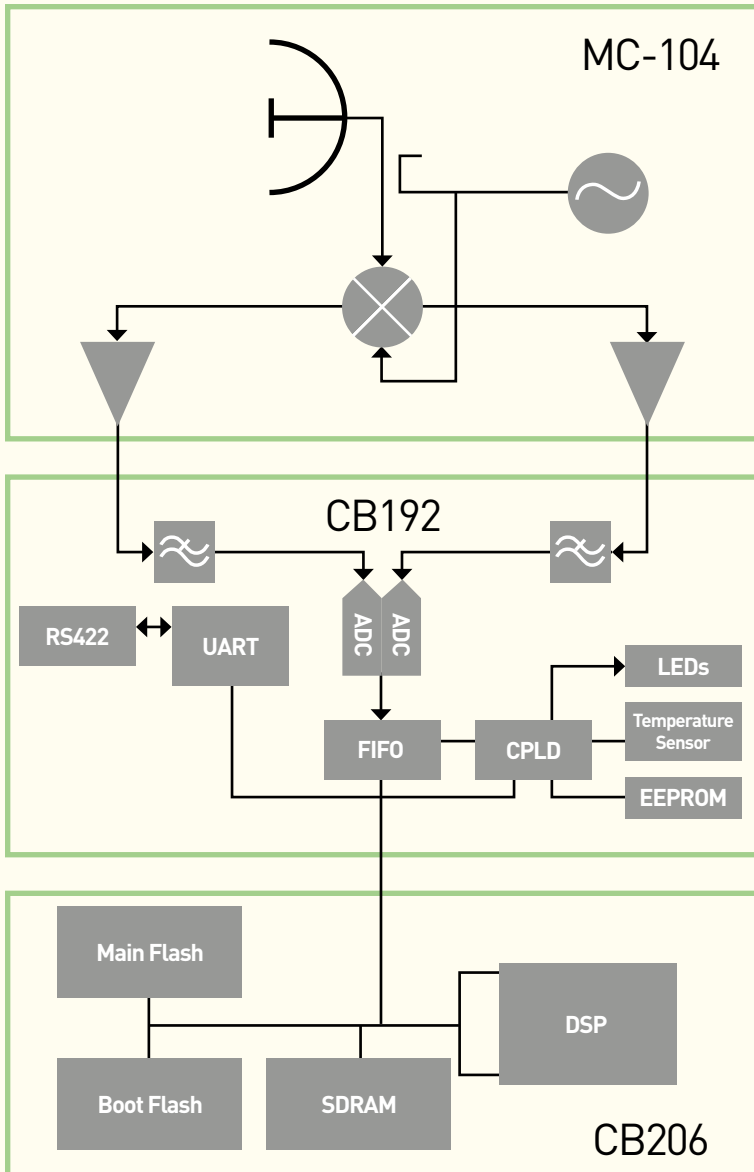 MC-104
CB192
ADC
ADC
RS422
UART
LEDs
Temperature
Sensor
FIFO
CPLD
EEPROM
Main Flash
DSP
Boot Flash
SDRAM
CB206